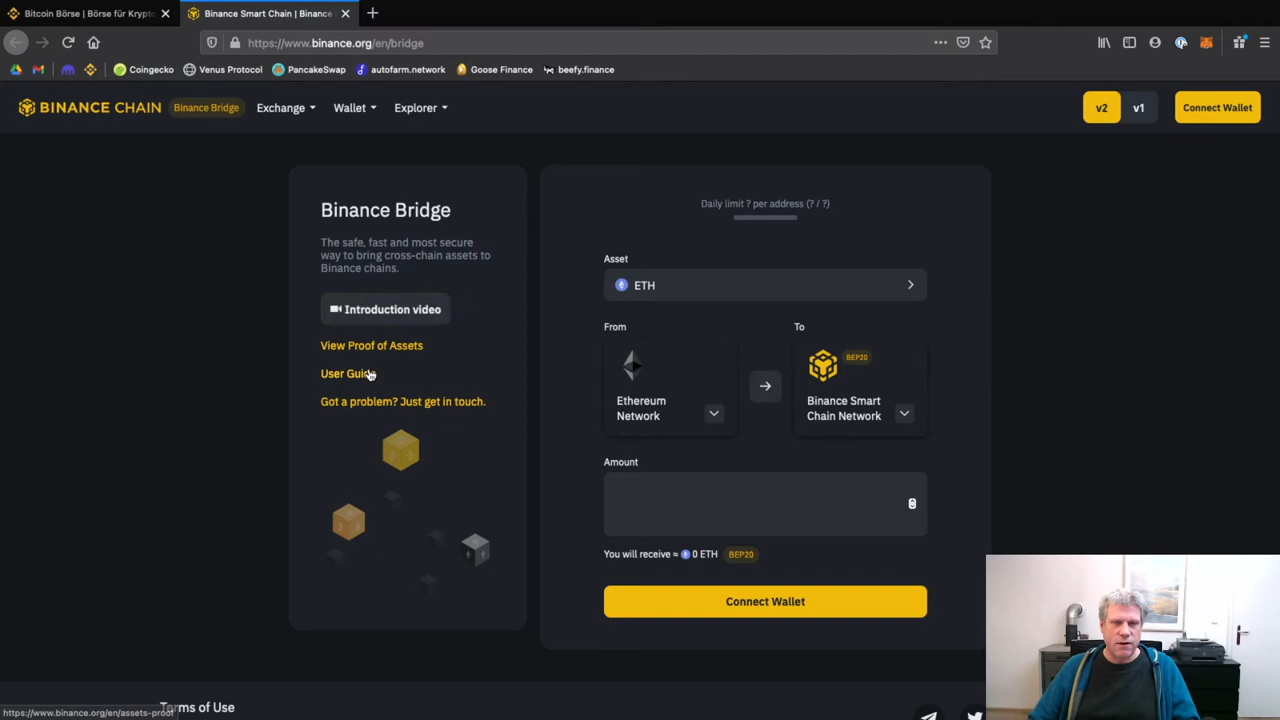 Bitcoin Börse | Börse für Krypto
Binance Smart Chain | Binance
https://www.binance.org/en/bridge
Coingecko
Venus Protocol
PancakeSwap
autofarm.network
Goose Finance
beefy.finance
BINANCE CHAIN
Binance Bridge
Exchange
Wallet
Explorer
v2
v1
Connect Wallet
Binance Bridge
The safe, fast and most secure
way to bring cross-chain assets to
Binance chains.
Introduction video
View Proof of Assets
User Guide
Got a problem? Just get in touch.
Daily limit ? per address (? / ?)
Asset
ETH
From
To
BEP20
Ethereum
Network
Binance Smart
Chain Network
Amount
You will receive ≈ 0 ETH BEP20
Connect Wallet
Terms of Use
https://www.binance.org/en/assets-proof